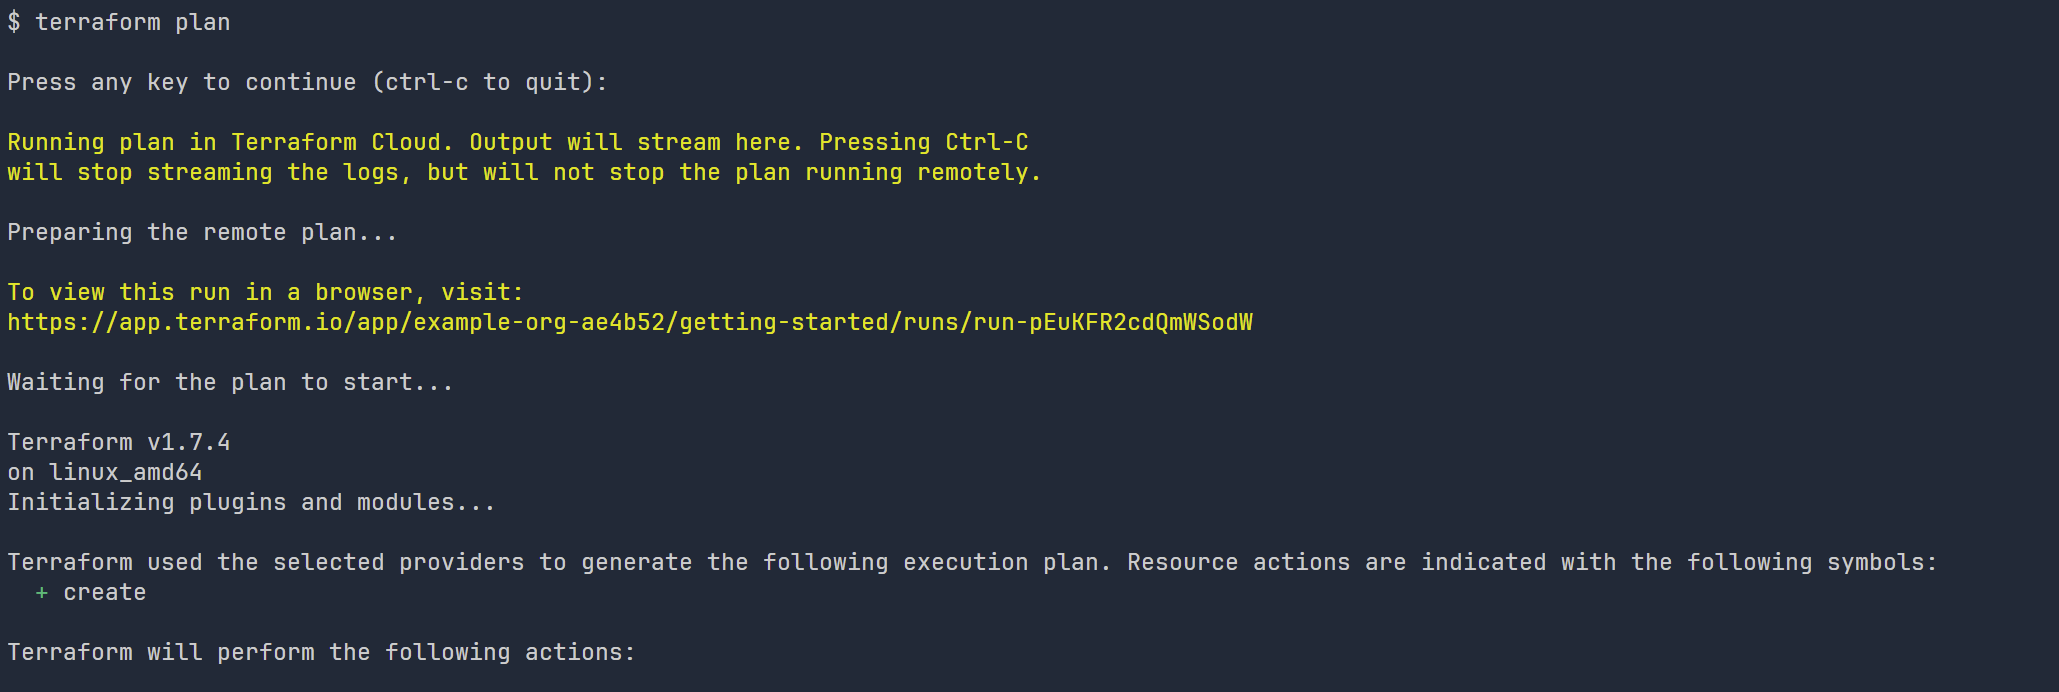 $ terraform plan
Press any key to continue (ctrl-c to quit):
Running plan in Terraform Cloud. Output will stream here. Pressing Ctrl-C
will stop streaming the logs, but will not stop the plan running remotely.
Preparing the remote plan...
To view this run in a browser, visit:
https://app.terraform.io/app/example-org-ae4b52/getting-started/runs/run-pEuKFR2cdQmWSodW
Waiting for the plan to start...
Terraform v1.7.4
on linux_amd64
Initializing plugins and modules...
Terraform used the selected providers to generate the following execution plan. Resource actions are indicated with the following symbols:
  + create
Terraform will perform the following actions: